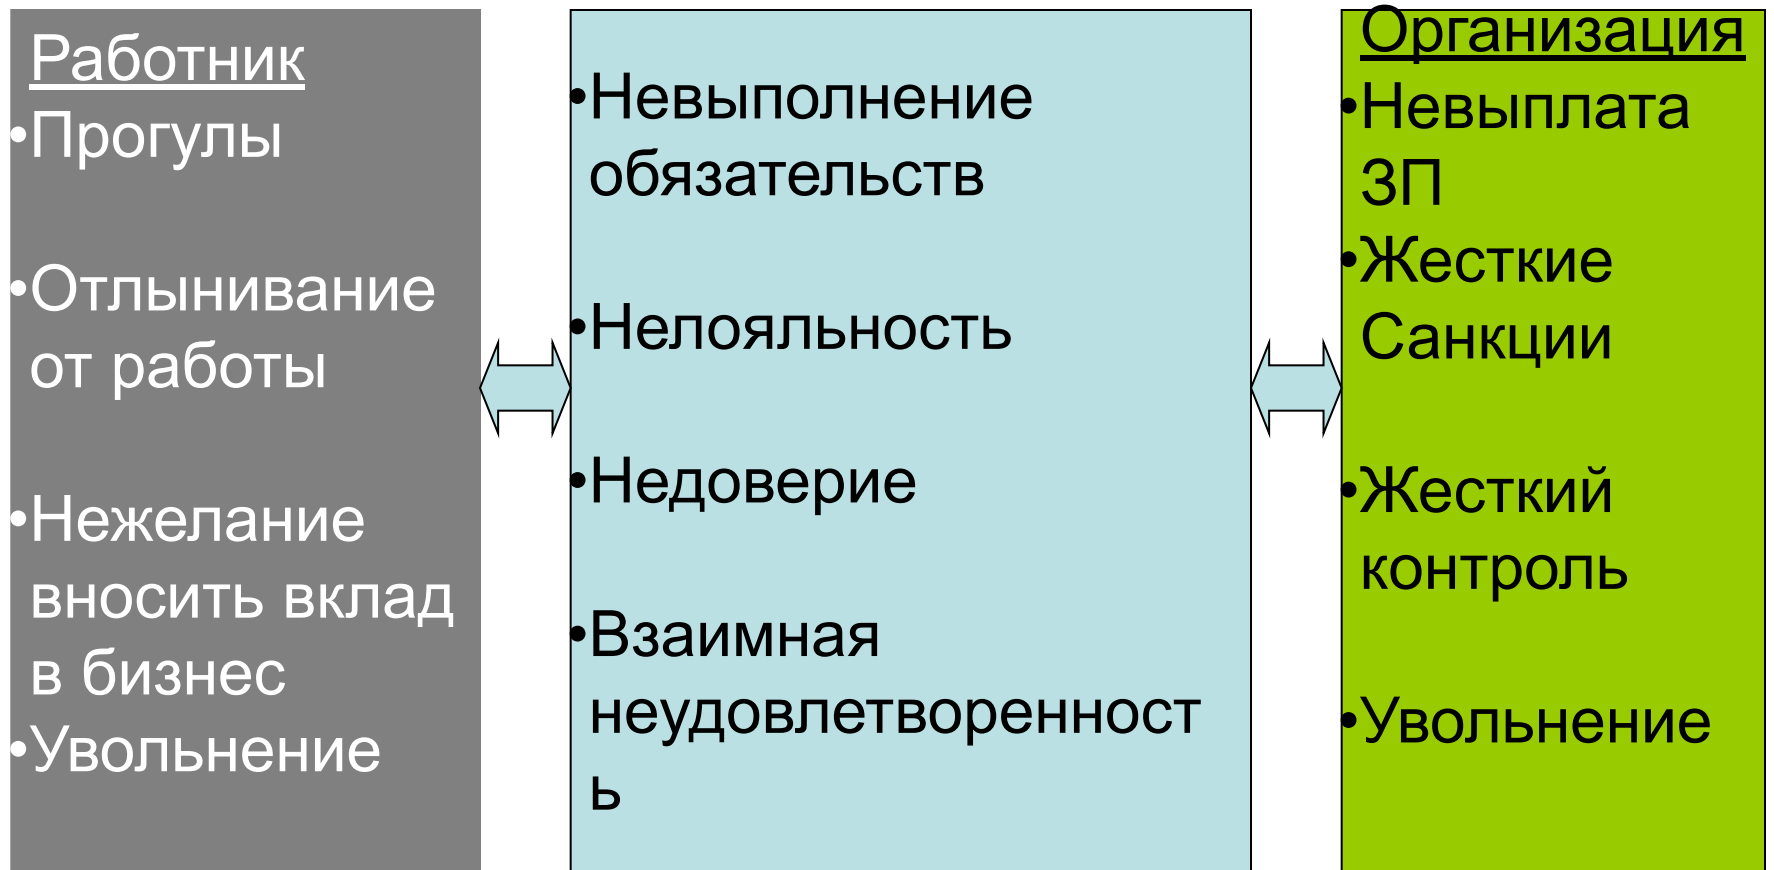 Работник
•Прогулы
•Отлынивание
от работы
•Нежелание
вносить вклад
в бизнес
•Увольнение
•Невыполнение
обязательств
•Нелояльность
•Недоверие
•Взаимная
неудовлетворенност
ь
Организация
•Невыплата
ЗП
•Жесткие
Санкции
•Жесткий
контроль
•Увольнение